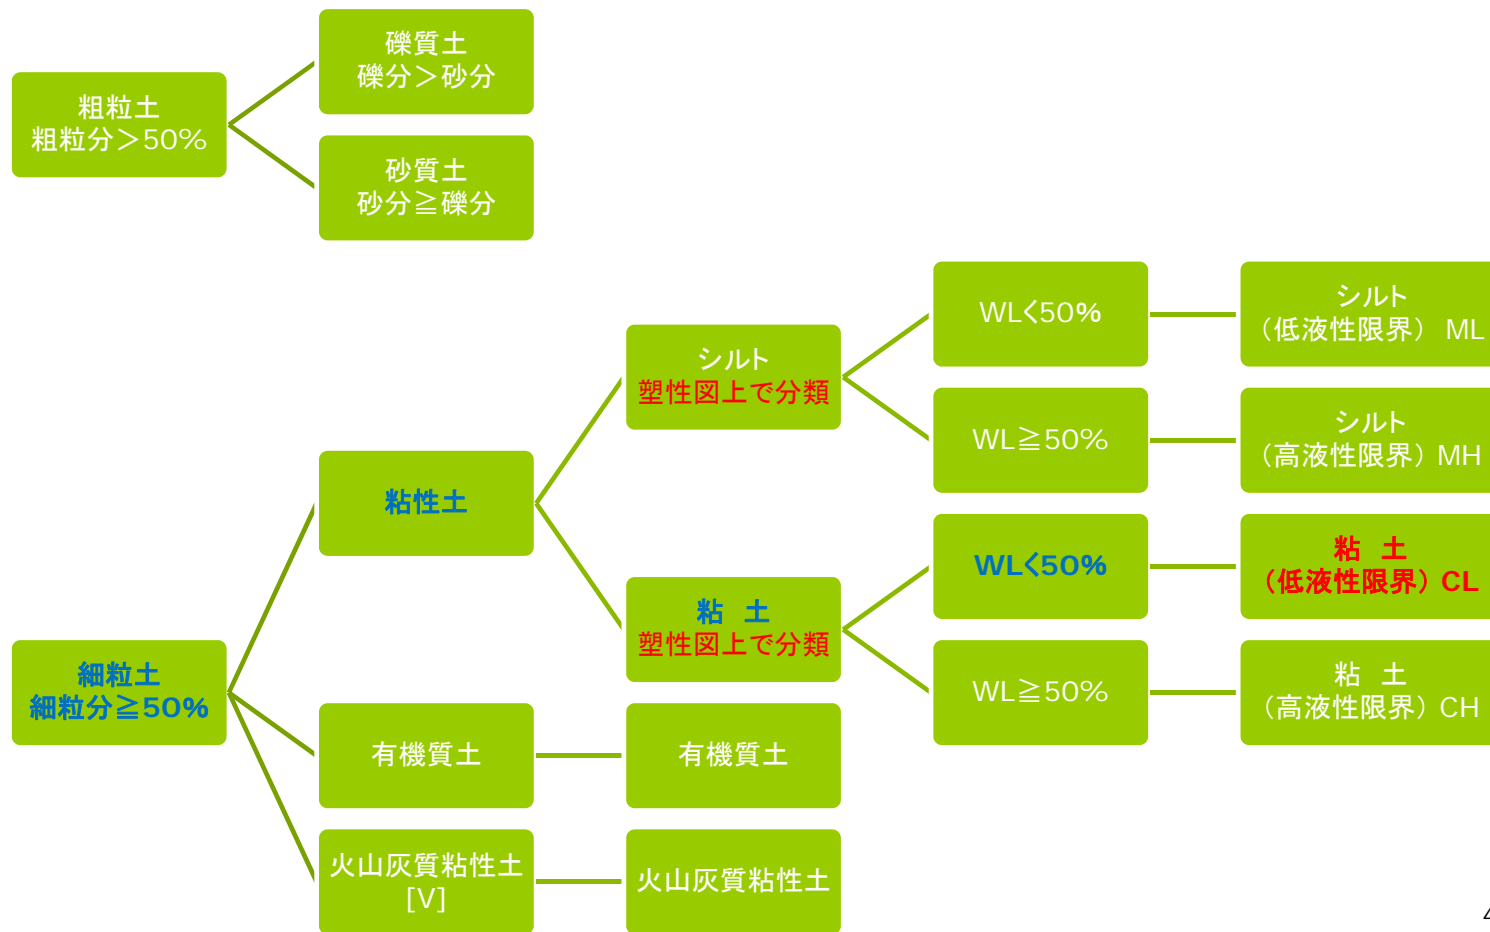 粗粒土
粗粒分＞50%
礫質土
礫分＞砂分
砂質土
砂分≧礫分
細粒土
細粒分≧50%
粘性土
シルト
塑性図上で分類
WL<50%
シルト
（低液性限界） ML
WL≧50%
シルト
（高液性限界） MH
粘　土
塑性図上で分類
WL<50%
粘　土
（低液性限界） CL
WL≧50%
粘　土
（高液性限界） CH
有機質土
有機質土
火山灰質粘性土
[V]
火山灰質粘性土
4